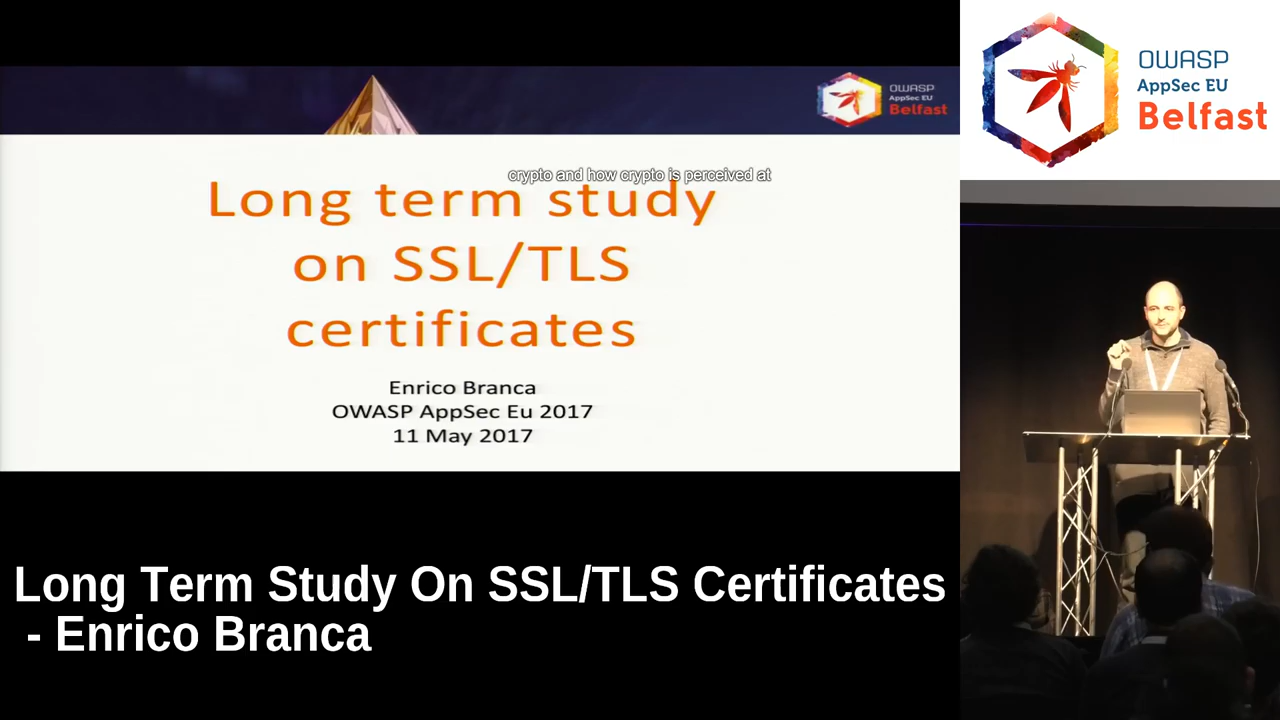 OWASP
AppSec EU
Belfast
crypto and how crypto is perceived at
Long term study
on SSL/TLS
certificates
Enrico Branca
OWASP AppSec Eu 2017
11 May 2017
Long Term Study On SSL/TLS Certificates
- Enrico Branca
OWASP
AppSec EU
Belfast